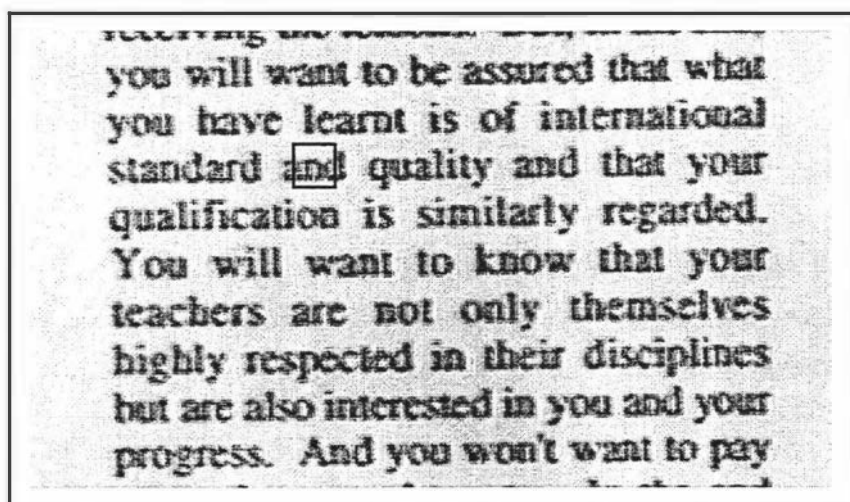 receiving the
you will want to be assured that what
you have learnt is of international
standard and quality and that your
qualification is similarly regarded.
You will want to know that your
teachers are not only themselves
highly respected in their disciplines
but are also interested in you and your
progress. And you won't want to pay